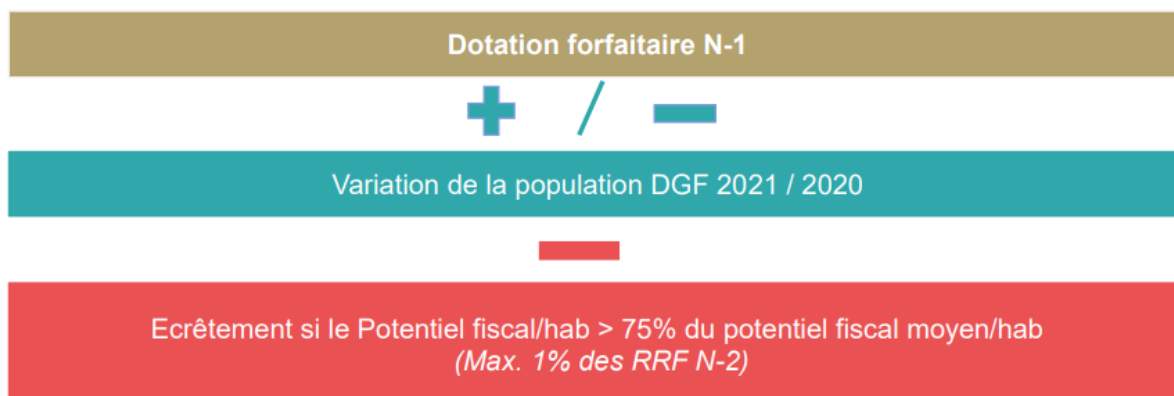 Dotation forfaitaire N-1
+ / -
Variation de la population DGF 2021 / 2020
-
Ecrêtement si le Potentiel fiscal/hab > 75% du potentiel fiscal moyen/hab
(Max. 1% des RRF N-2)